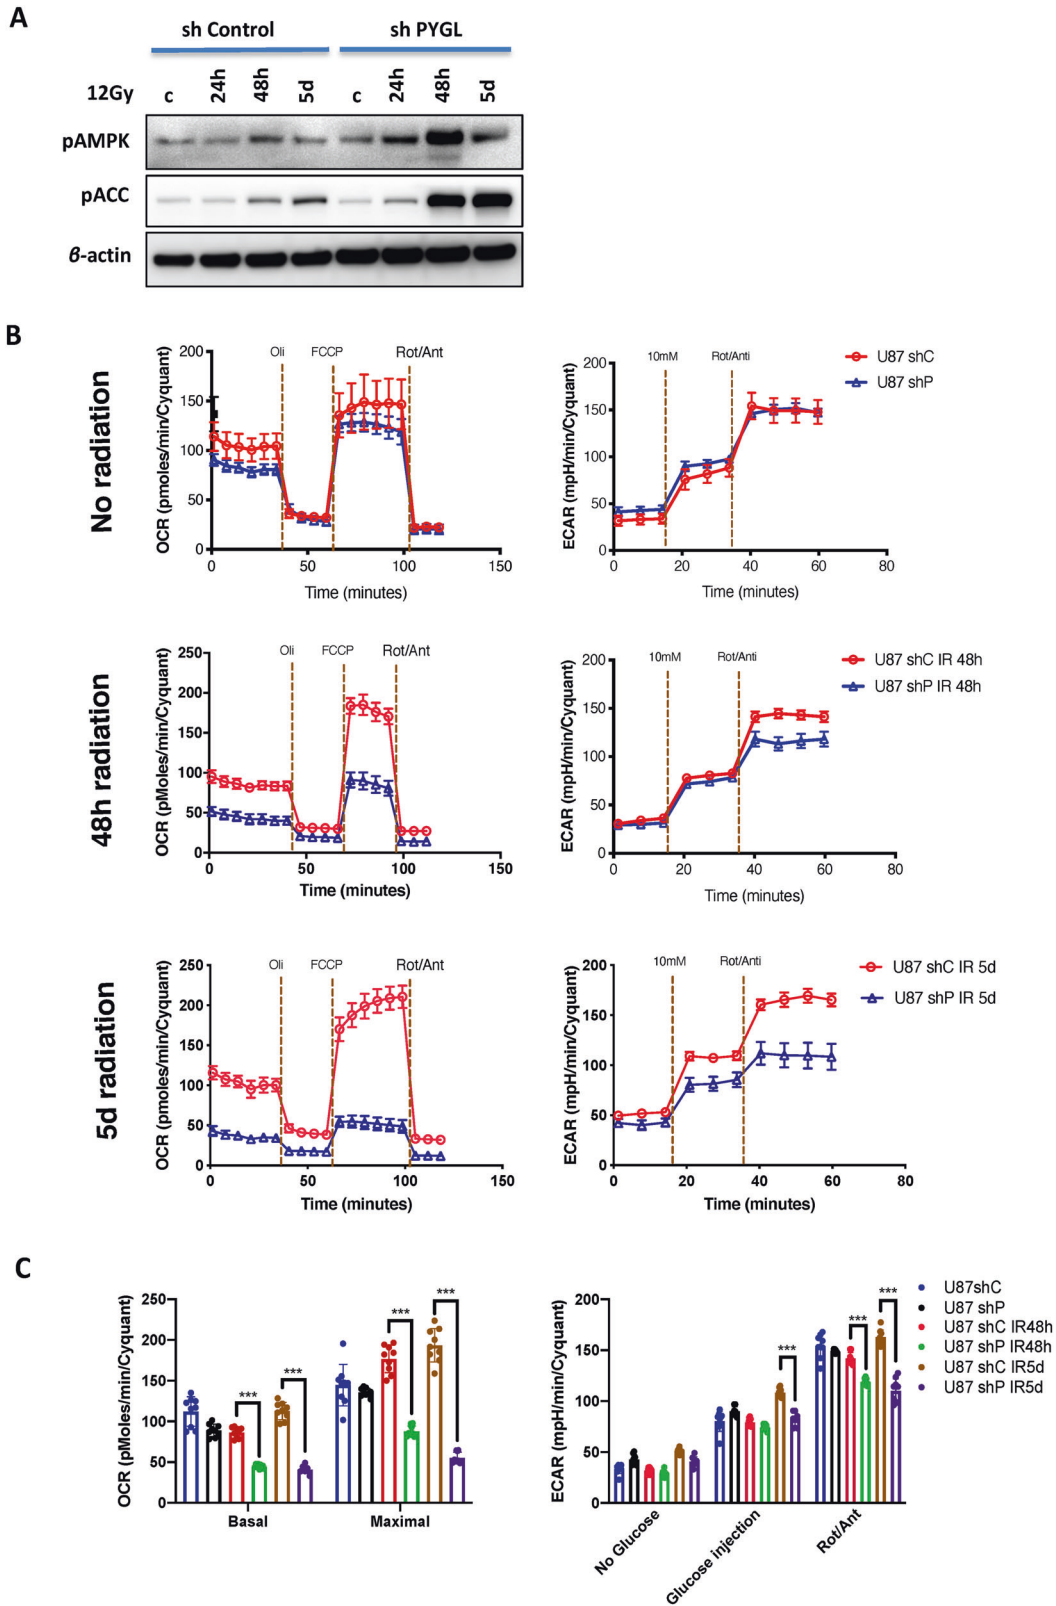 A
sh Control
sh PYGL
12Gy
c
24h
48h
5d
c
24h
48h
5d
pAMPK
pACC
β-actin
B
No radiation
OCR (pmoles/min/Cyquant)
200
150
100
50
0
Oli
FCCP
Rot/Ant
0
50
100
150
Time (minutes)
ECAR (mpH/min/Cyquant)
200
150
100
50
0
10mM
Rot/Anti
0
20
40
60
80
Time (minutes)
U87 shC
U87 shP
48h radiation
OCR (pMoles/min/Cyquant)
250
200
150
100
50
0
Oli
FCCP
Rot/Ant
0
50
100
150
Time (minutes)
ECAR (mpH/min/Cyquant)
200
150
100
50
0
10mM
Rot/Anti
0
20
40
60
80
Time (minutes)
U87 shC IR 48h
U87 shP IR 48h
5d radiation
OCR (pmoles/min/Cyquant)
250
200
150
100
50
0
Oli
FCCP
Rot/Ant
0
50
100
150
Time (minutes)
ECAR (mpH/min/Cyquant)
200
150
100
50
0
10mM
Rot/Anti
0
20
40
60
80
Time (minutes)
U87 shC IR 5d
U87 shP IR 5d
C
OCR (pMoles/min/Cyquant)
250
200
150
100
50
0
***
***
***
***
Basal
Maximal
ECAR (mpH/min/Cyquant)
200
150
100
50
0
***
***
***
No Glucose
Glucose injection
Rot/Ant
U87shC
U87 shP
U87 shC IR48h
U87 shP IR48h
U87 shC IR5d
U87 shP IR5d